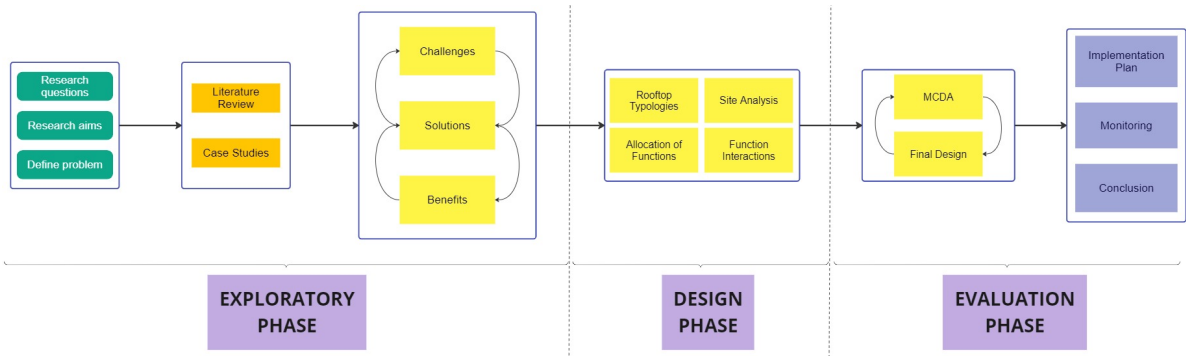 Research
questions
Research aims
Define problem
Literature
Review
Case Studies
Challenges
Solutions
Benefits
Rooftop
Typologies
Site Analysis
Allocation of
Functions
Function
Interactions
MCDA
Final Design
Implementation
Plan
Monitoring
Conclusion
EXPLORATORY
PHASE
DESIGN
PHASE
EVALUATION
PHASE